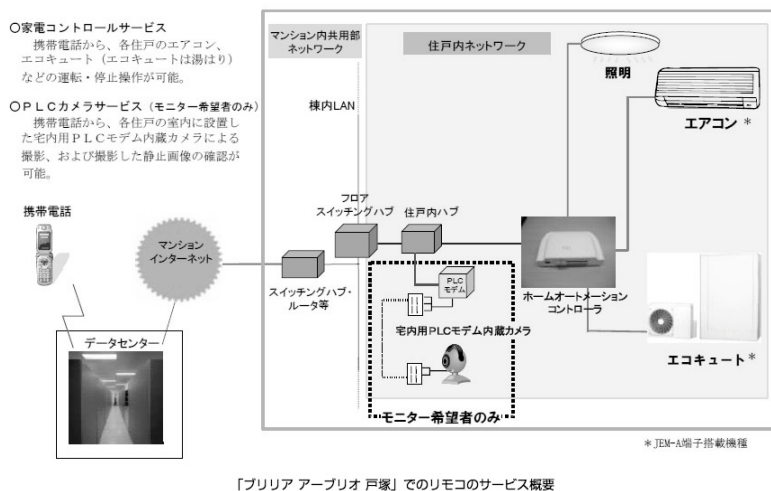 ○家電コントロールサービス
携帯電話から、各住戸のエアコン、
エコキュート（エコキュートは湯はり）
などの運転・停止操作が可能。
○ＰＬＣカメラサービス（モニター希望者のみ）
携帯電話から、各住戸の室内に設置し
た宅内用ＰＬＣモデム内蔵カメラによる
撮影、および撮影した静止画像の確認が
可能。
マンション内共用部
ネットワーク
住戸内ネットワーク
棟内LAN
照明
エアコン *
携帯電話
マンション
インターネット
フロア
スイッチングハブ
住戸内ハブ
スイッチングハブ・
ルータ等
PLC
モデム
ホームオートメーション
コントローラ
宅内用PLCモデム内蔵カメラ
データセンター
エコキュート*
モニター希望者のみ
* JEM-A端子搭載機種
「ブリリア アーブリオ 戸塚」でのリモコのサービス概要